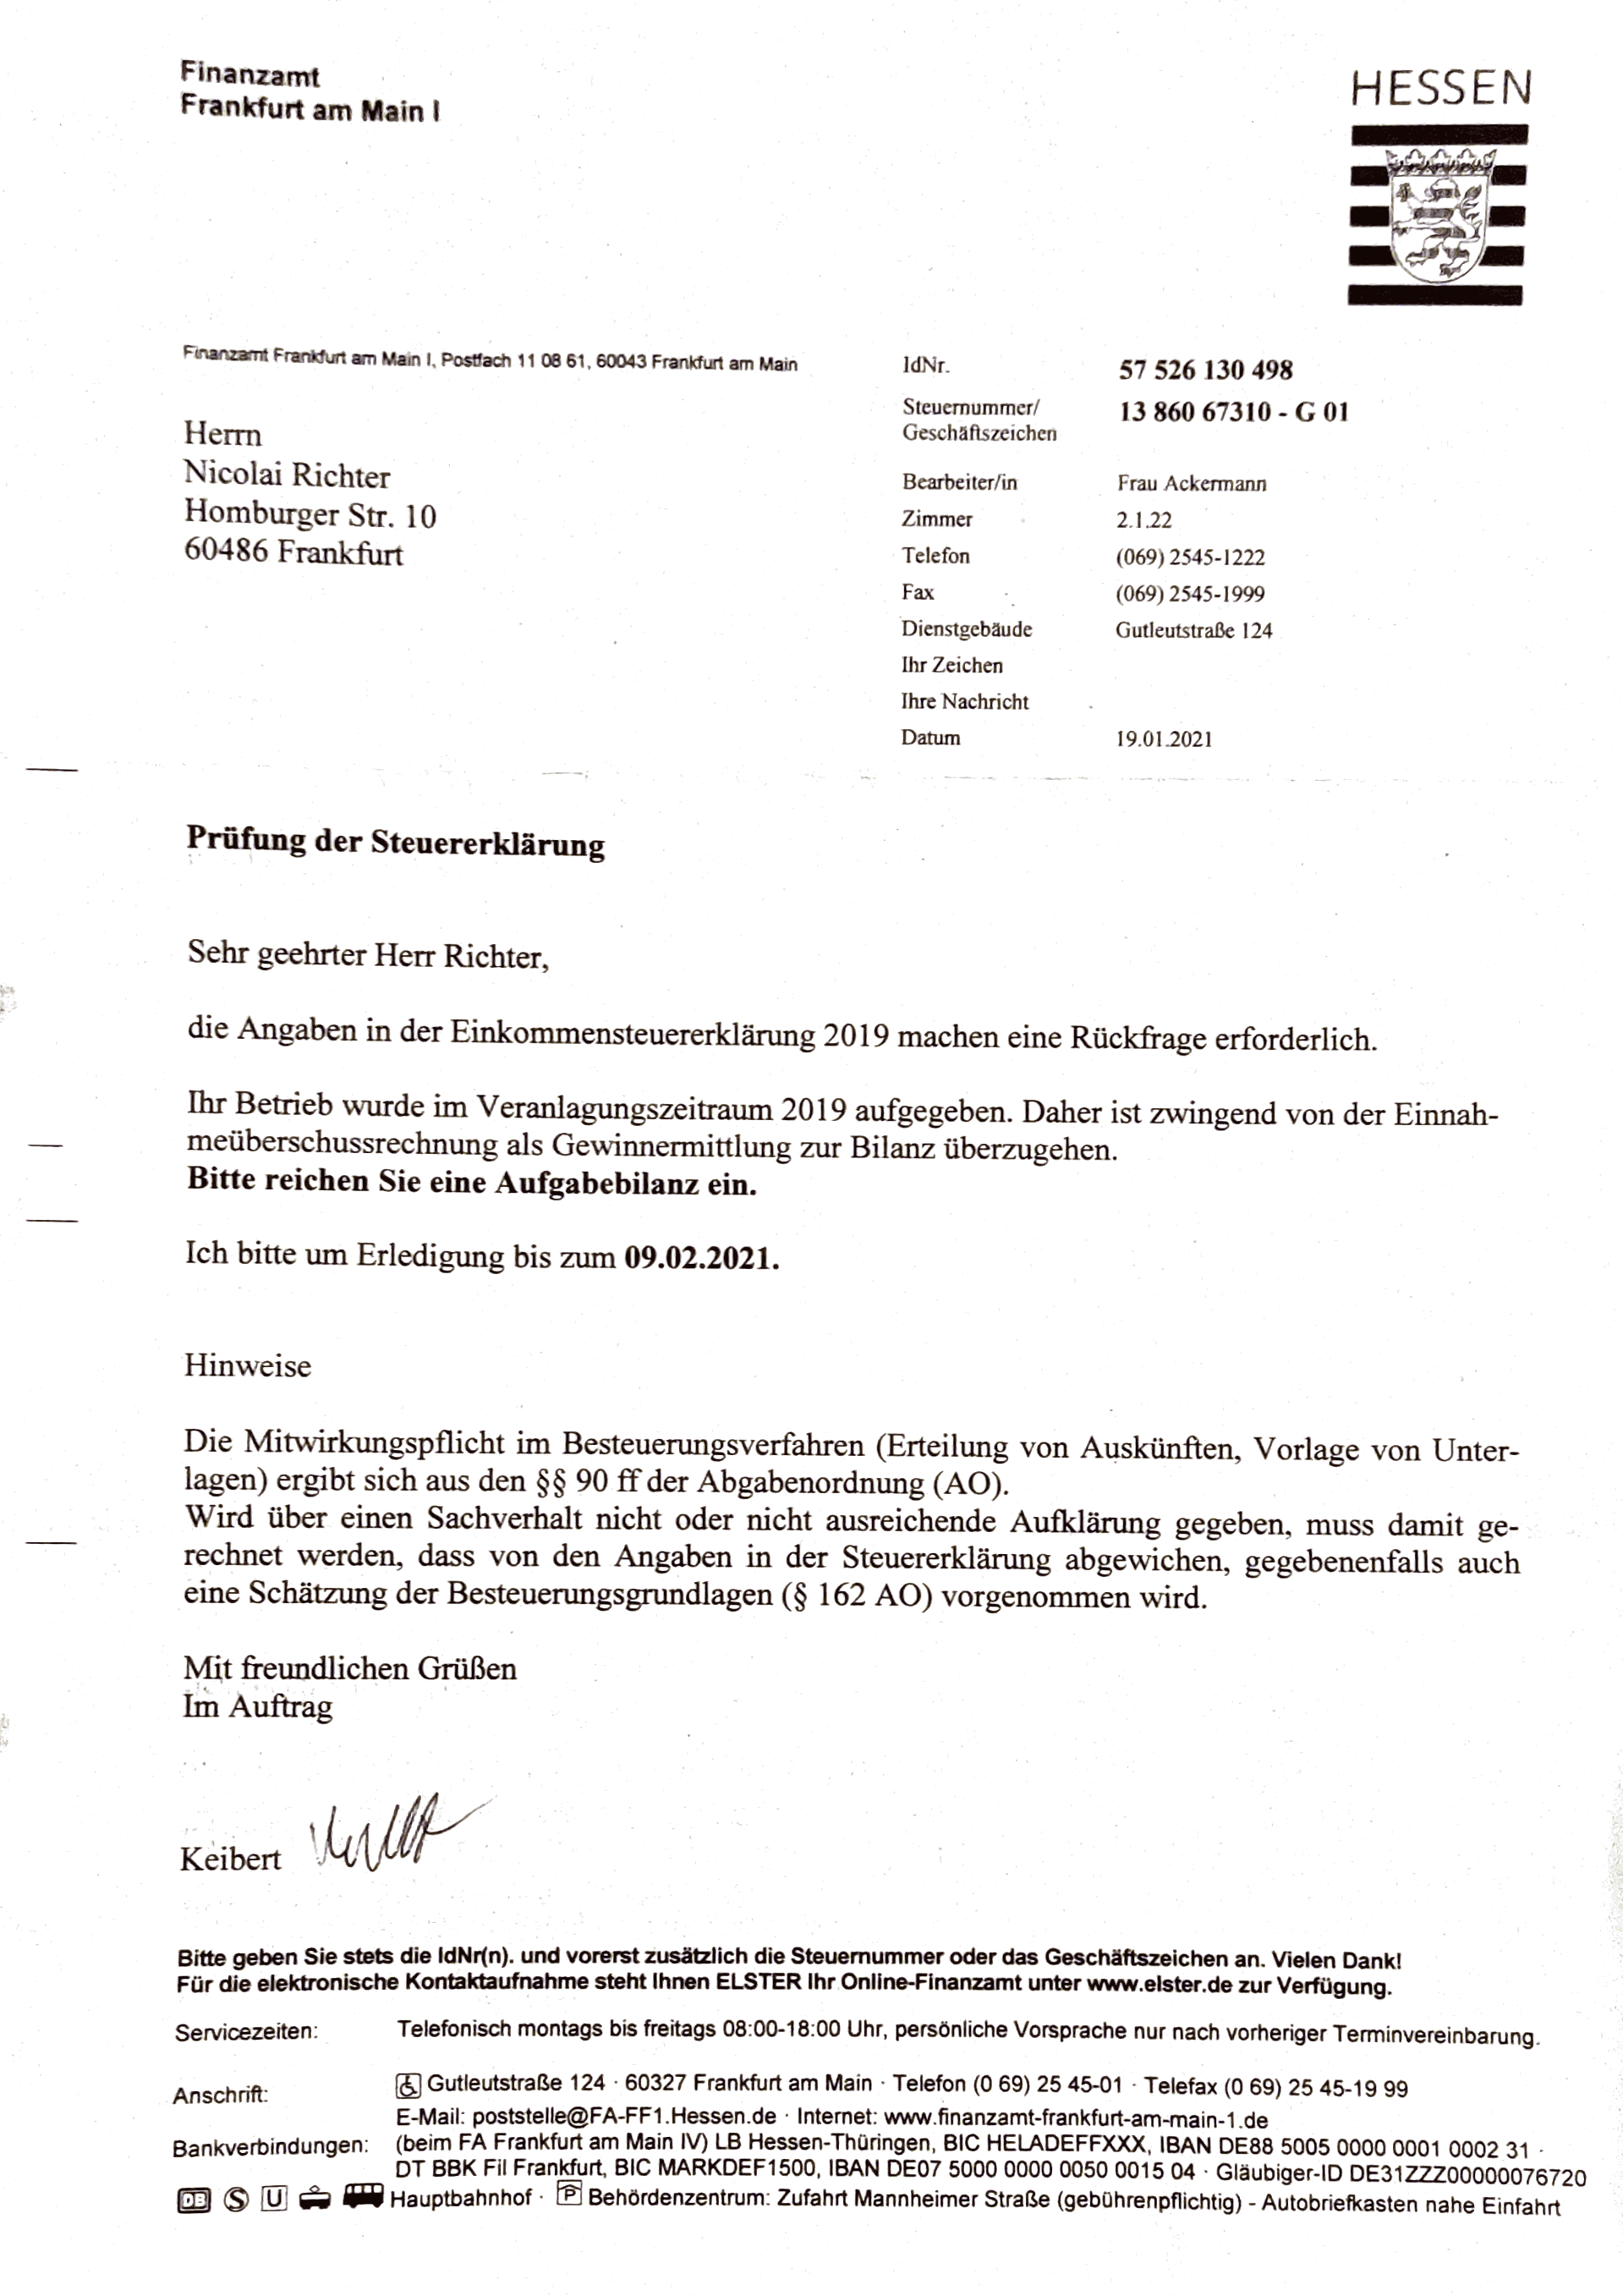 Finanzamt
Frankfurt am Main I
HESSEN
Finanzamt Frankfurt am Main I, Postfach 11 08 61, 60043 Frankfurt am Main
Herrn
Nicolai Richter
Homburger Str. 10
60486 Frankfurt
IdNr. 57 526 130 498
Steuernummer/ 13 860 67310 - G 01
Geschäftszeichen
Bearbeiter/in Frau Ackermann
Zimmer 2.1.22
Telefon (069) 2545-1222
Fax (069) 2545-1999
Dienstgebäude Gutleutstraße 124
Ihr Zeichen
Ihre Nachricht
Datum 19.01.2021
Prüfung der Steuererklärung
Sehr geehrter Herr Richter,
die Angaben in der Einkommensteuererklärung 2019 machen eine Rückfrage erforderlich.
Ihr Betrieb wurde im Veranlagungszeitraum 2019 aufgegeben. Daher ist zwingend von der Einnah-
meüberschussrechnung als Gewinnermittlung zur Bilanz überzugehen.
Bitte reichen Sie eine Aufgabebilanz ein.
Ich bitte um Erledigung bis zum 09.02.2021.
Hinweise
Die Mitwirkungspflicht im Besteuerungsverfahren (Erteilung von Auskünften, Vorlage von Unter-
lagen) ergibt sich aus den §§ 90 ff der Abgabenordnung (AO).
Wird über einen Sachverhalt nicht oder nicht ausreichende Aufklärung gegeben, muss damit ge-
rechnet werden, dass von den Angaben in der Steuererklärung abgewichen, gegebenenfalls auch
eine Schätzung der Besteuerungsgrundlagen (§ 162 AO) vorgenommen wird.
Mit freundlichen Grüßen
Im Auftrag
Keibert
Bitte geben Sie stets die IdNr(n). und vorerst zusätzlich die Steuernummer oder das Geschäftszeichen an. Vielen Dank!
Für die elektronische Kontaktaufnahme steht Ihnen ELSTER Ihr Online-Finanzamt unter www.elster.de zur Verfügung.
Servicezeiten: Telefonisch montags bis freitags 08:00-18:00 Uhr, persönliche Vorsprache nur nach vorheriger Terminvereinbarung.
Anschrift: Gutleutstraße 124 · 60327 Frankfurt am Main · Telefon (0 69) 25 45-01 · Telefax (0 69) 25 45-19 99
E-Mail: poststelle@FA-FF1.Hessen.de · Internet: www.finanzamt-frankfurt-am-main-1.de
Bankverbindungen: (beim FA Frankfurt am Main IV) LB Hessen-Thüringen, BIC HELADEFFXXX, IBAN DE88 5005 0000 0001 0002 31 ·
DT BBK Fil Frankfurt, BIC MARKDEF1500, IBAN DE07 5000 0000 0050 0015 04 · Gläubiger-ID DE31ZZZ00000076720
DB S U Hauptbahnhof · P Behördenzentrum: Zufahrt Mannheimer Straße (gebührenpflichtig) - Autobriefkasten nahe Einfahrt